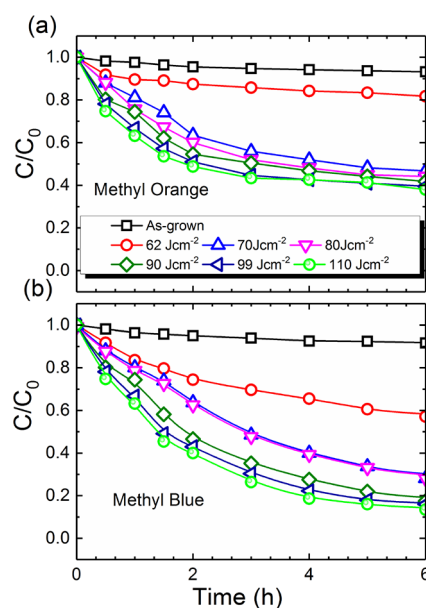 (a)
1.0
0.8
0.6
0.4
0.2
0.0
C/C₀
Methyl Orange
As-grown
62 Jcm⁻² 70Jcm⁻² 80Jcm⁻²
90 Jcm⁻² 99 Jcm⁻² 110 Jcm⁻²
(b)
1.0
0.8
0.6
0.4
0.2
0.0
C/C₀
Methyl Blue
0 2 4 6
Time (h)